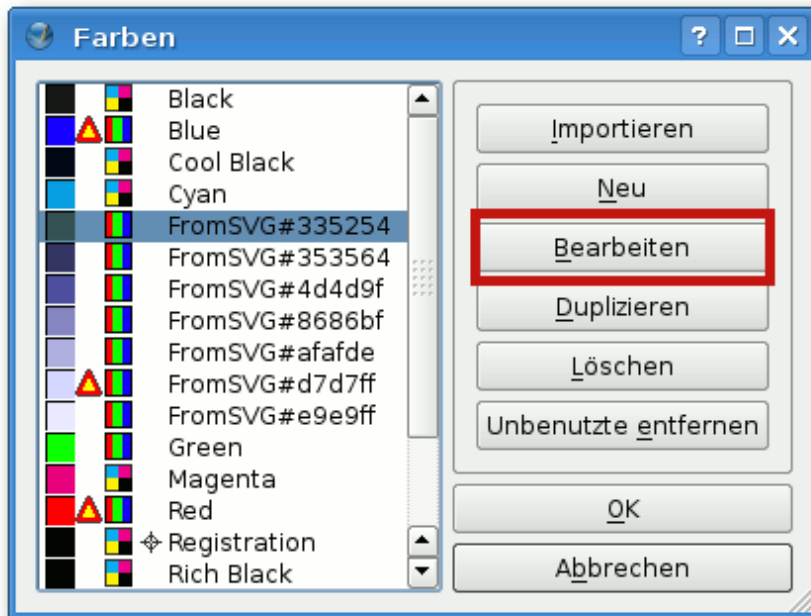 Farben
?
Black
Blue
Cool Black
Cyan
FromSVG#335254
FromSVG#353564
FromSVG#4d4d9f
FromSVG#8686bf
FromSVG#afafde
FromSVG#d7d7ff
FromSVG#e9e9ff
Green
Magenta
Red
Registration
Rich Black
Importieren
Neu
Bearbeiten
Duplizieren
Löschen
Unbenutzte entfernen
OK
Abbrechen